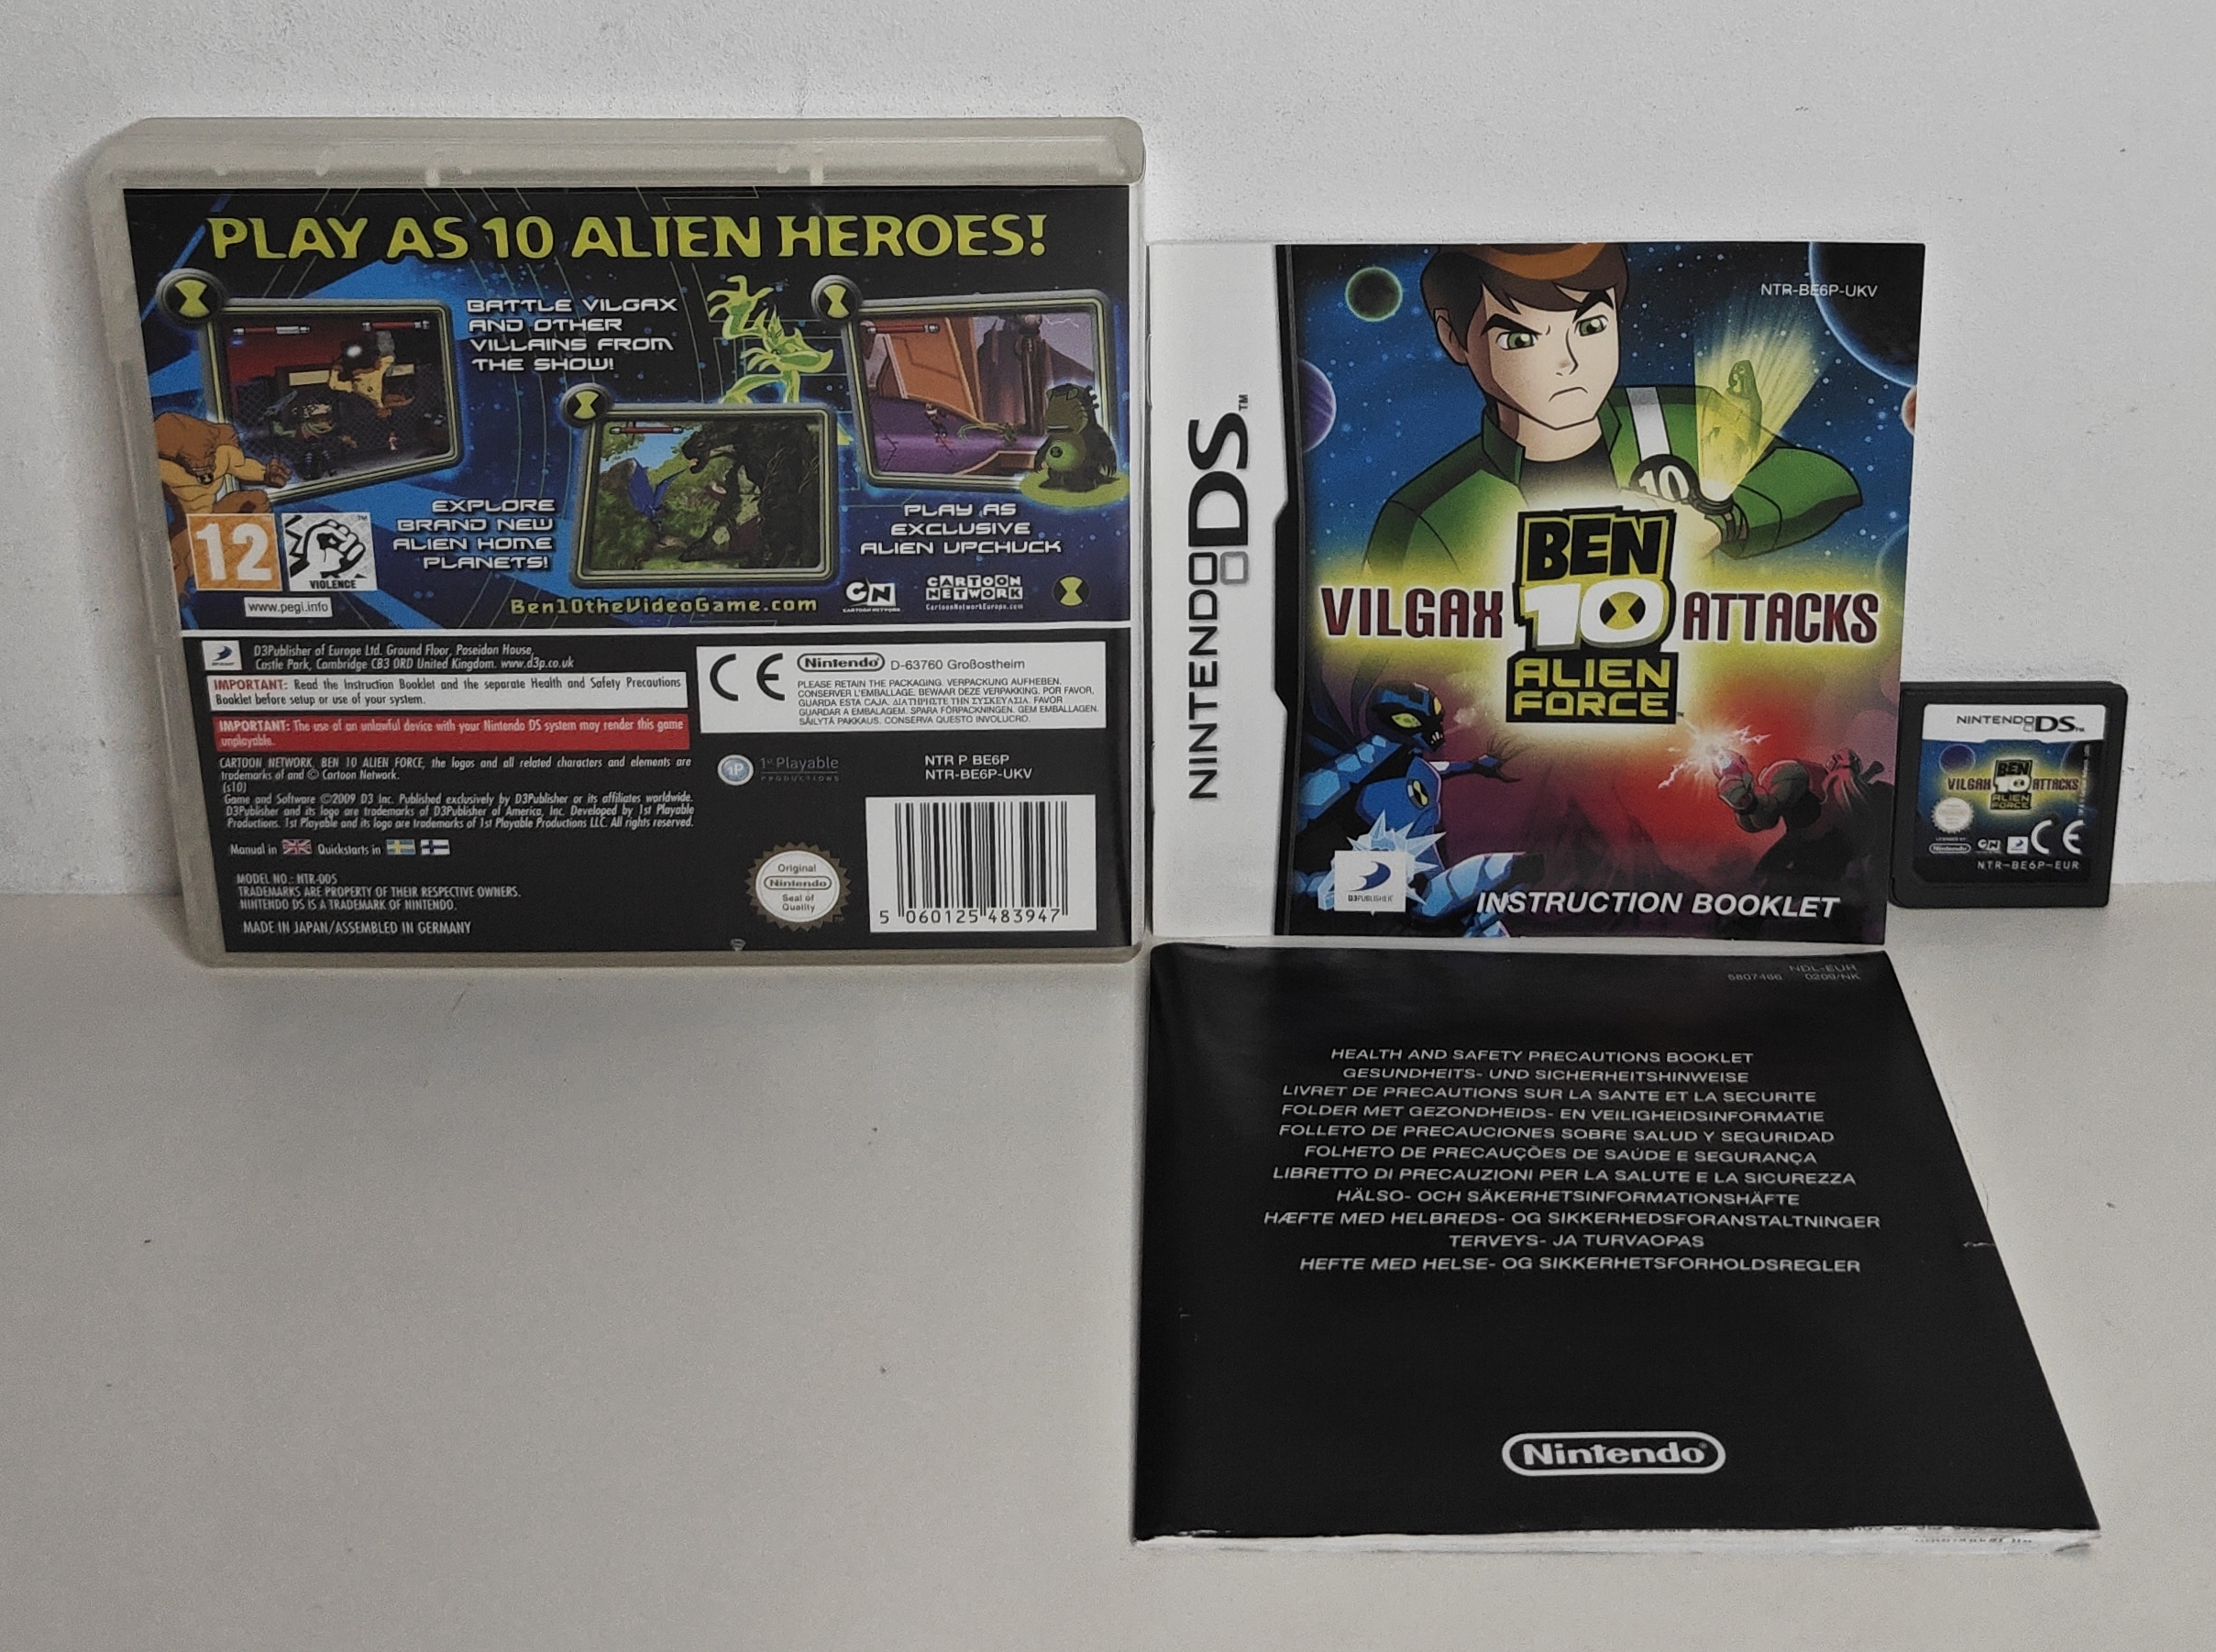 PLAY AS 10 ALIEN HEROES!
BATTLE VILGAX
AND OTHER
VILLAINS FROM
THE SHOW!
EXPLORE
BRAND NEW
ALIEN HOME
PLANETS!
PLAY AS
EXCLUSIVE
ALIEN UPCHUCK
12
VIOLENCE
www.pegi.info
Ben10theVideoGame.com
CN
CARTOON NETWORK
CARTOON
NETWORK
CartoonNetworkEurope.com
D3Publisher of Europe Ltd. Ground Floor, Poseidon House,
Castle Park, Cambridge CB3 0RD United Kingdom. www.d3p.co.uk
IMPORTANT: Read the Instruction Booklet and the separate Health and Safety Precautions
Booklet before setup or use of your system.
IMPORTANT: The use of an unlawful device with your Nintendo DS system may render this game
unplayable.
CARTOON NETWORK, BEN 10 ALIEN FORCE, the logos and all related characters and elements are
trademarks of and © Cartoon Network.
(s10)
Game and Software ©2009 D3 Inc. Published exclusively by D3Publisher or its affiliates worldwide.
D3Publisher and its logo are trademarks of D3Publisher of America, Inc. Developed by 1st Playable
Productions. 1st Playable and its logo are trademarks of 1st Playable Productions LLC. All rights reserved.
Manual in Quickstarts in
MODEL NO.: NTR-005
TRADEMARKS ARE PROPERTY OF THEIR RESPECTIVE OWNERS.
NINTENDO DS IS A TRADEMARK OF NINTENDO.
MADE IN JAPAN/ASSEMBLED IN GERMANY
CE
Nintendo D-63760 Großostheim
PLEASE RETAIN THE PACKAGING. VERPACKUNG AUFHEBEN.
CONSERVER L'EMBALLAGE. BEWAAR DEZE VERPAKKING. POR FAVOR,
GUARDA ESTA CAJA. ΔΙΑΤΗΡΗΣΤΕ ΤΗΝ ΣΥΣΚΕΥΑΣΙΑ. FAVOR
GUARDAR A EMBALAGEM. SPARA FÖRPACKNINGEN. GEM EMBALLAGEN.
SÄILYTÄ PAKKAUS. CONSERVA QUESTO INVOLUCRO.
1P 1st Playable
PRODUCTIONS
NTR P BE6P
NTR-BE6P-UKV
Original
Nintendo
Seal of
Quality
5 060125 483947
NINTENDO DS™
NTR-BE6P-UKV
10
BEN
VILGAX 10 ATTACKS
ALIEN
FORCE™
D3PUBLISHER
INSTRUCTION BOOKLET
NINTENDO DS™
BEN
VILGAX 10 ATTACKS
ALIEN
FORCE
Nintendo CN CE
NTR-BE6P-EUR
NDL-EUR
5807466 0209/NK
HEALTH AND SAFETY PRECAUTIONS BOOKLET
GESUNDHEITS- UND SICHERHEITSHINWEISE
LIVRET DE PRECAUTIONS SUR LA SANTE ET LA SECURITE
FOLDER MET GEZONDHEIDS- EN VEILIGHEIDSINFORMATIE
FOLLETO DE PRECAUCIONES SOBRE SALUD Y SEGURIDAD
FOLHETO DE PRECAUÇÕES DE SAÚDE E SEGURANÇA
LIBRETTO DI PRECAUZIONI PER LA SALUTE E LA SICUREZZA
HÄLSO- OCH SÄKERHETSINFORMATIONSHÄFTE
HÆFTE MED HELBREDS- OG SIKKERHEDSFORANSTALTNINGER
TERVEYS- JA TURVAOPAS
HEFTE MED HELSE- OG SIKKERHETSFORHOLDSREGLER
Nintendo®